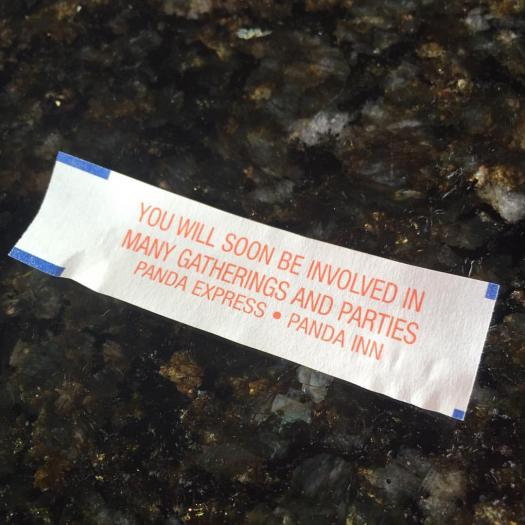 YOU WILL SOON BE INVOLVED IN
MANY GATHERINGS AND PARTIES
PANDA EXPRESS • PANDA INN